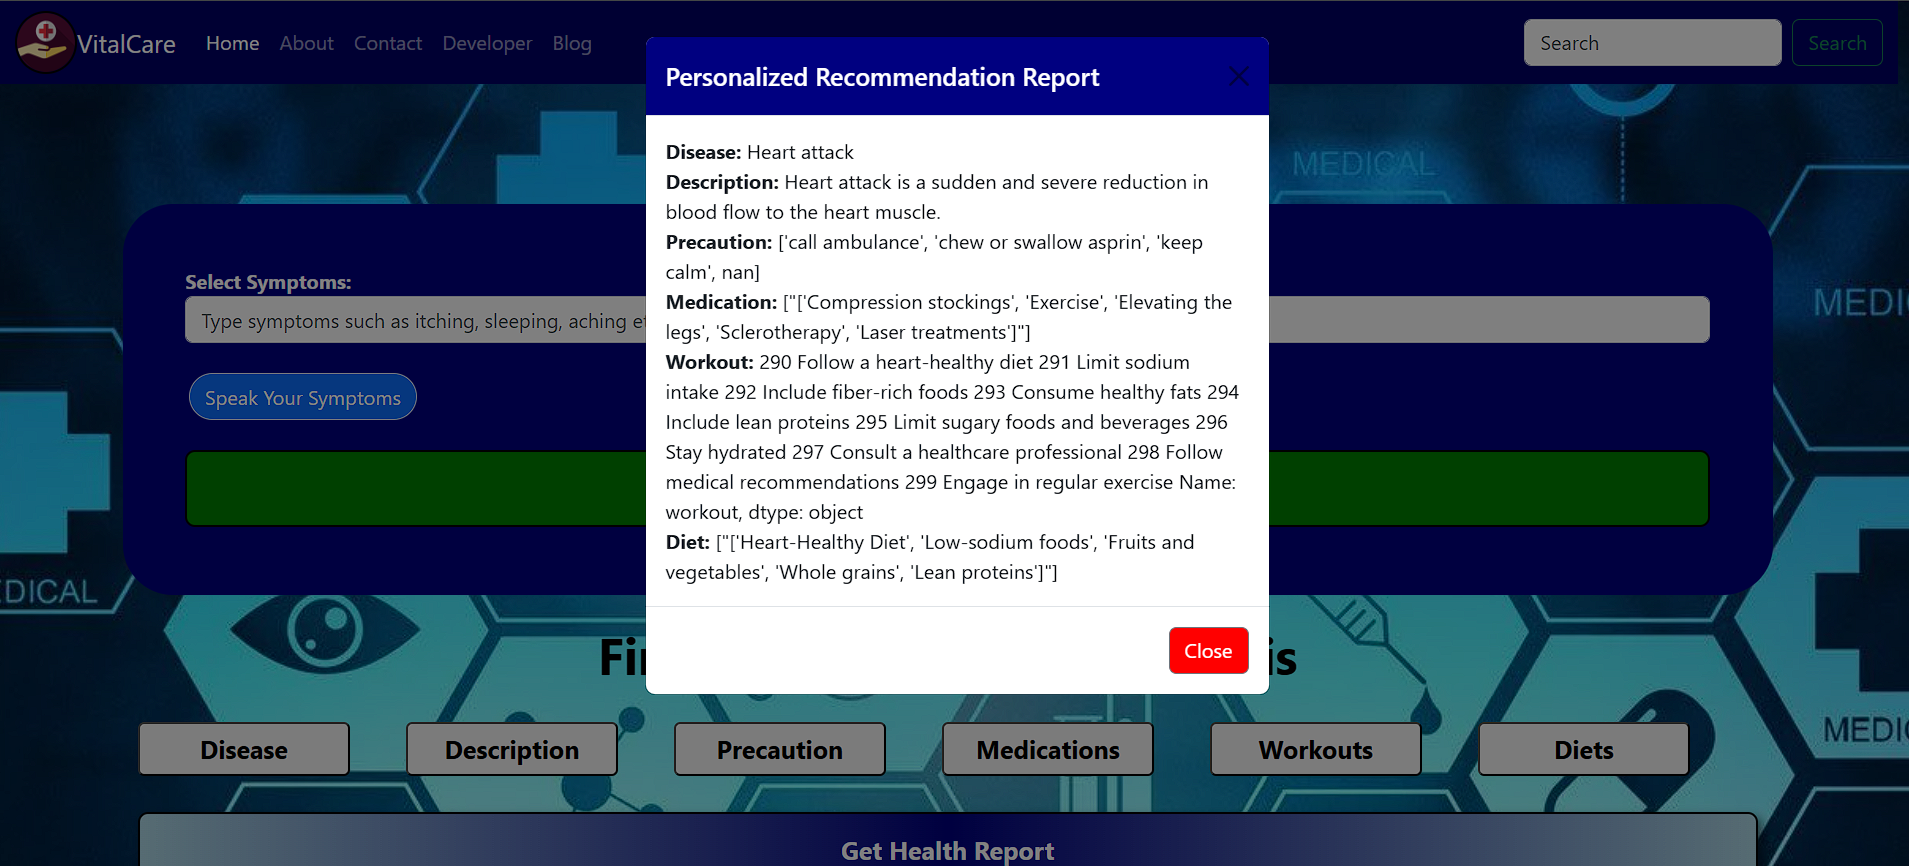 VitalCare Home About Contact Developer Blog
Search
Search
Personalized Recommendation Report
Disease: Heart attack
Description: Heart attack is a sudden and severe reduction in
blood flow to the heart muscle.
Precaution: ['call ambulance', 'chew or swallow asprin', 'keep
calm', nan]
Medication: ["['Compression stockings', 'Exercise', 'Elevating the
legs', 'Sclerotherapy', 'Laser treatments']"]
Workout: 290 Follow a heart-healthy diet 291 Limit sodium
intake 292 Include fiber-rich foods 293 Consume healthy fats 294
Include lean proteins 295 Limit sugary foods and beverages 296
Stay hydrated 297 Consult a healthcare professional 298 Follow
medical recommendations 299 Engage in regular exercise Name:
workout, dtype: object
Diet: ["['Heart-Healthy Diet', 'Low-sodium foods', 'Fruits and
vegetables', 'Whole grains', 'Lean proteins']"]
Close
MEDICAL
Select Symptoms:
Type symptoms such as itching, sleeping, aching
Speak Your Symptoms
MEDI
DICAL
MEDI
Disease Description Precaution Medications Workouts Diets
Get Health Report